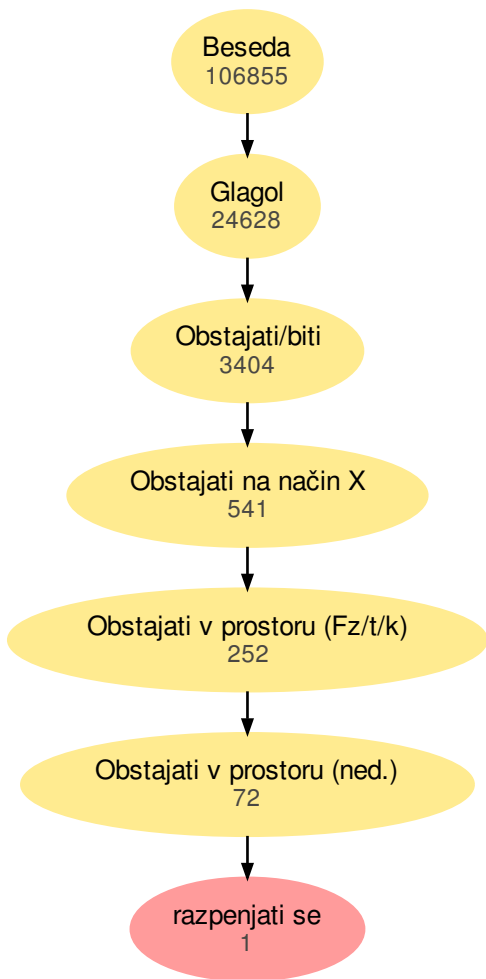 Beseda
106855
Glagol
24628
Obstajati/biti
3404
Obstajati na način X
541
Obstajati v prostoru (Fz/t/k)
252
Obstajati v prostoru (ned.)
72
razpenjati se
1